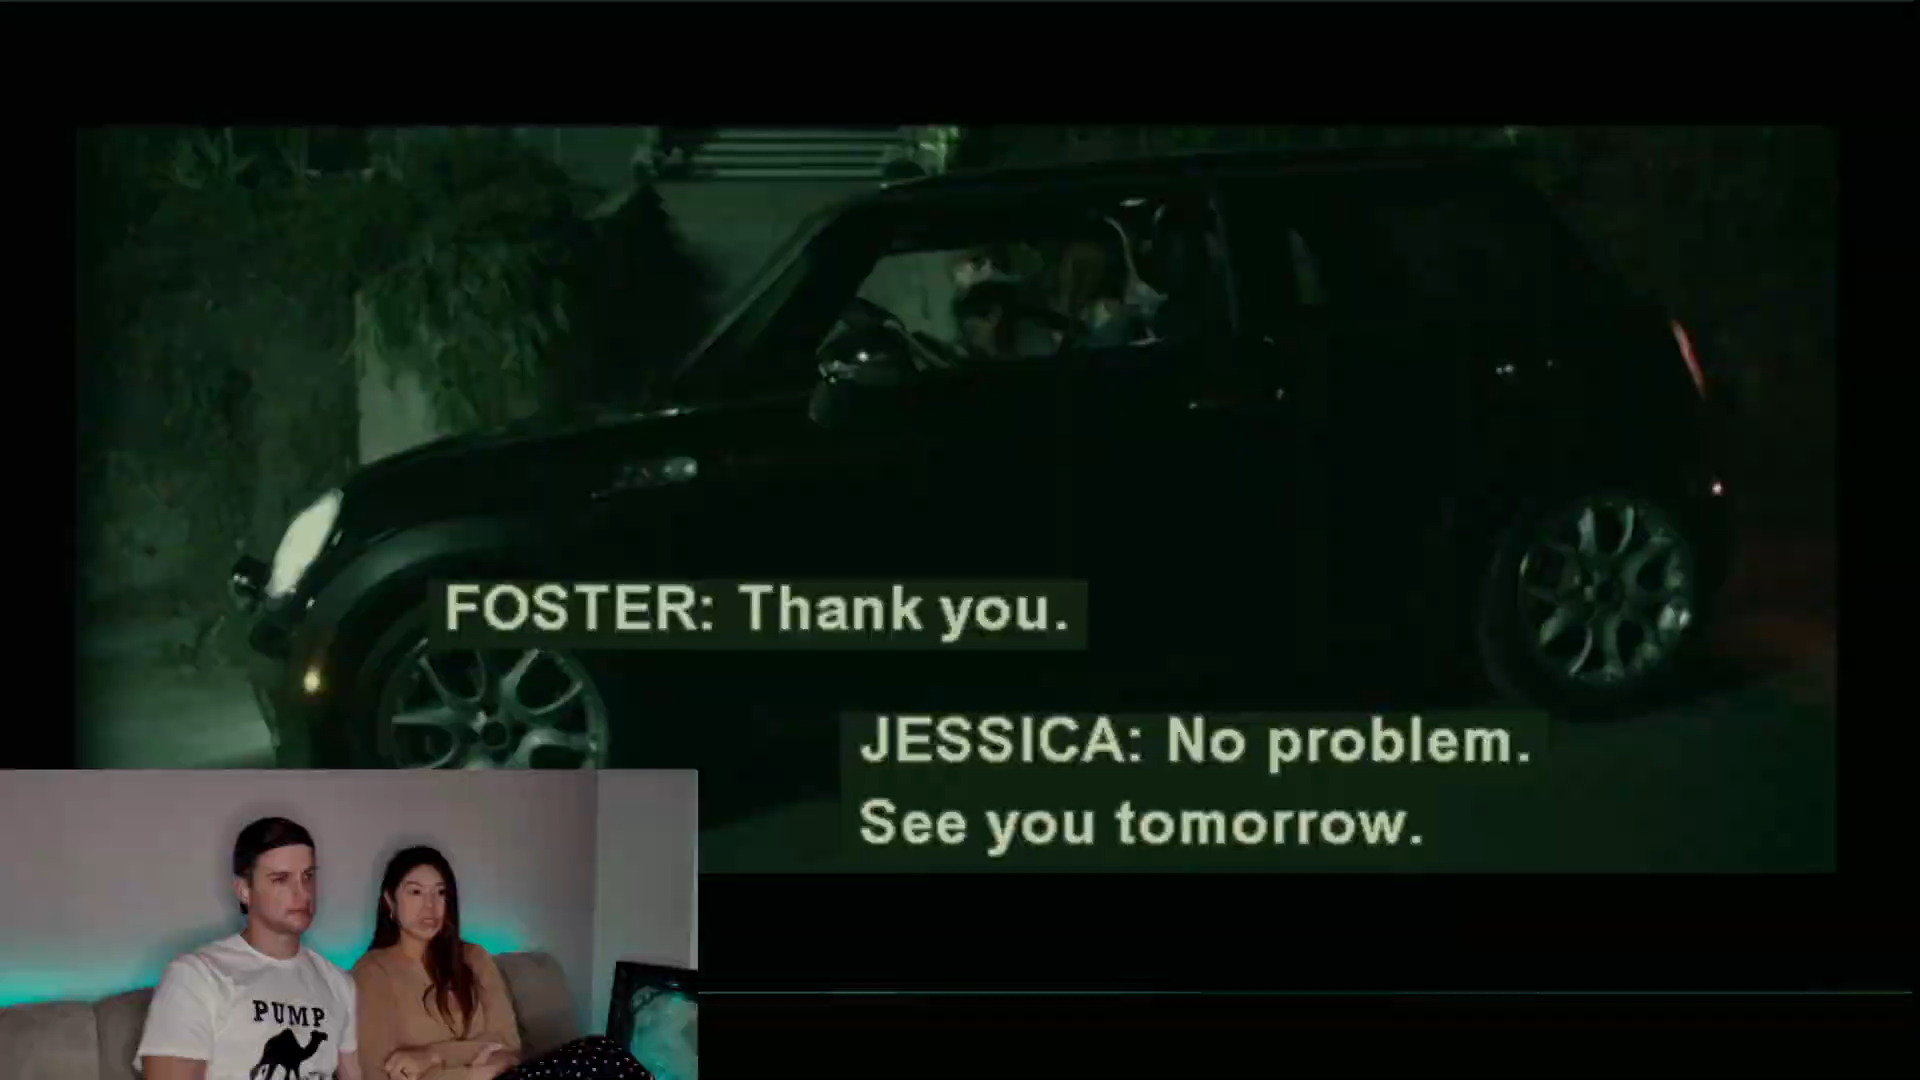 FOSTER: Thank you.
JESSICA: No problem.
See you tomorrow.
PUMP